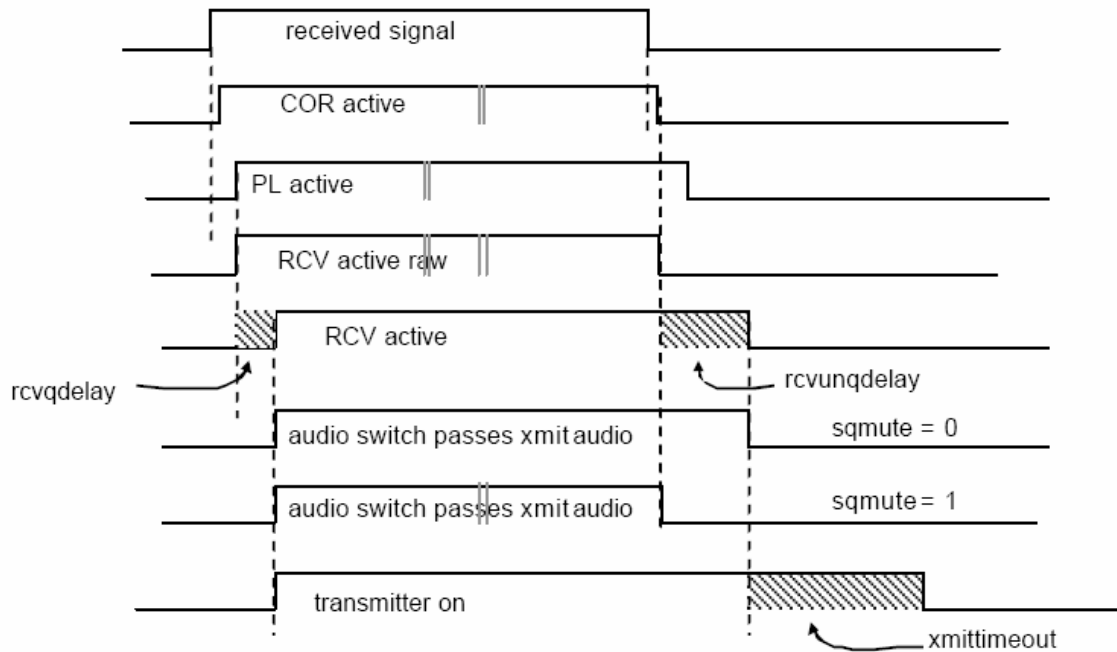 received signal
COR active
PL active
RCV active raw
RCV active
rcvqdelay
rcvunqdelay
audio switch passes xmit audio
sqmute = 0
audio switch passes xmit audio
sqmute = 1
transmitter on
xmittimeout